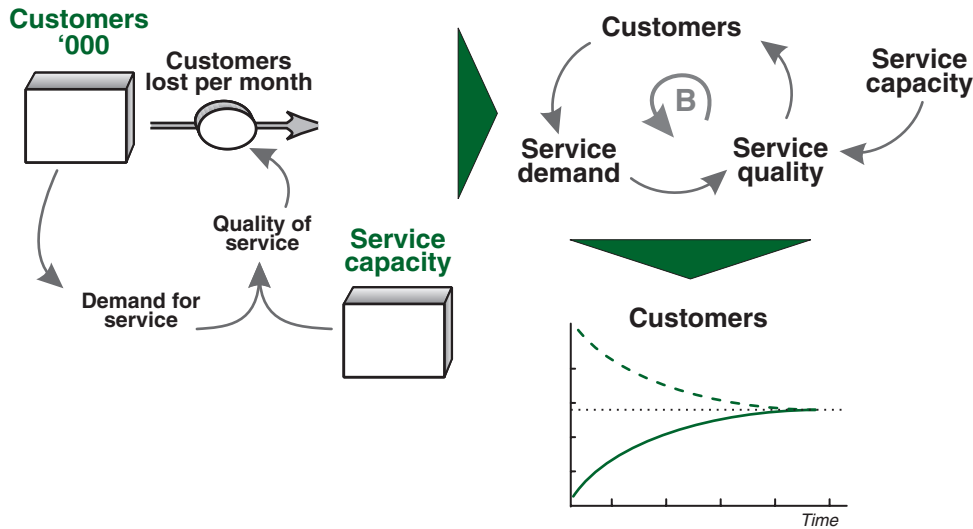 Customers
‘000
Customers
lost per month
Quality of
service
Service
capacity
Demand for
service
Customers
Service
capacity
B
Service
demand
Service
quality
Customers
Time